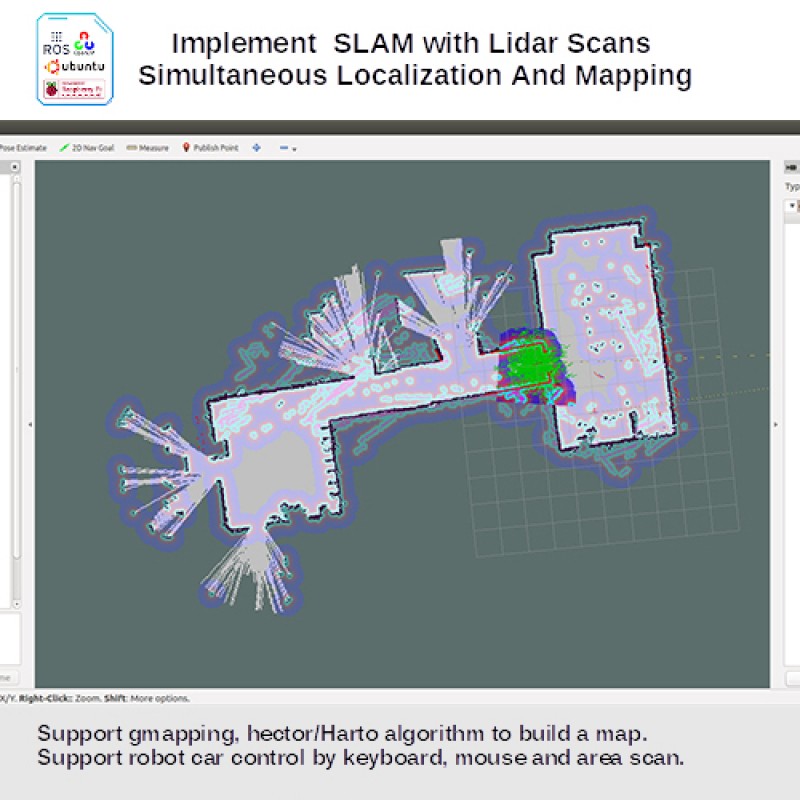 ROS
ubuntu
Raspberry Pi
Implement SLAM with Lidar Scans
Simultaneous Localization And Mapping
Pose Estimate 2D Nav Goal Measure Publish Point
Typ
X/Y. Right-Click: Zoom. Shift: More options.
Support gmapping, hector/Harto algorithm to build a map.
Support robot car control by keyboard, mouse and area scan.